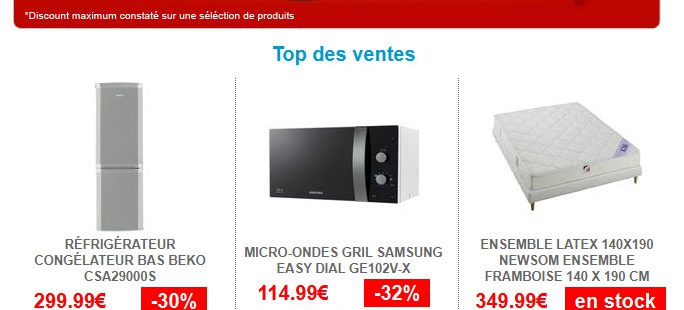 *Discount maximum constaté sur une séléction de produits
Top des ventes
RÉFRIGÉRATEUR
CONGÉLATEUR BAS BEKO
CSA29000S
299.99€ -30%
MICRO-ONDES GRIL SAMSUNG
EASY DIAL GE102V-X
114.99€ -32%
ENSEMBLE LATEX 140X190
NEWSOM ENSEMBLE
FRAMBOISE 140 X 190 CM
349.99€ en stock